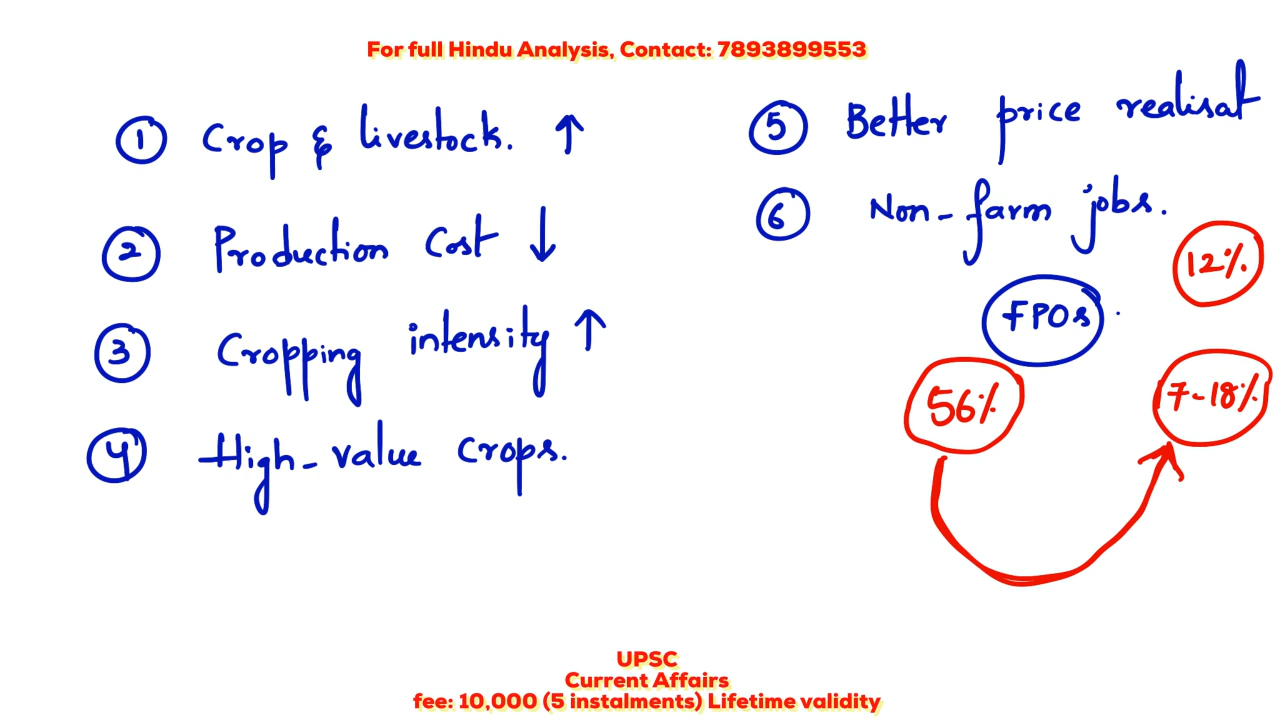 For full Hindu Analysis, Contact: 7893899553
① Crop & livestock. ↑
② Production Cost ↓
③ Cropping intensity ↑
④ High-value crops.
⑤ Better price realisat
⑥ Non-farm jobs.
12%
FPOs
56%
7-18%
UPSC
Current Affairs
fee: 10,000 (5 instalments) Lifetime validity